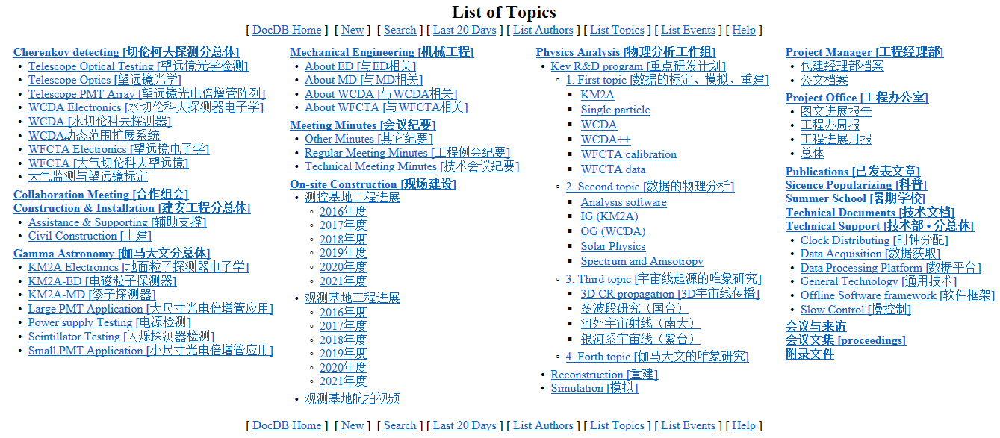 List of Topics
[ DocDB Home ] [ New ] [ Search ] [ Last 20 Days ] [ List Authors ] [ List Topics ] [ List Events ] [ Help ]
Cherenkov detecting [切伦柯夫探测分总体]
• Telescope Optical Testing [望远镜光学检测]
• Telescope Optics [望远镜光学]
• Telescope PMT Array [望远镜光电倍增管阵列]
• WCDA Electronics [水切伦科夫探测器电子学]
• WCDA [水切伦科夫探测器]
• WCDA动态范围扩展系统
• WFCTA Electronics [望远镜电子学]
• WFCTA [大气切伦科夫望远镜]
• 大气监测与望远镜标定
Collaboration Meeting [合作组会]
Construction & Installation [建安工程分总体]
• Assistance & Supporting [辅助支撑]
• Civil Construction [土建]
Gamma Astronomy [伽马天文分总体]
• KM2A Electronics [地面粒子探测器电子学]
• KM2A-ED [电磁粒子探测器]
• KM2A-MD [缪子探测器]
• Large PMT Application [大尺寸光电倍增管应用]
• Power supply Testing [电源检测]
• Scintillator Testing [闪烁探测器检测]
• Small PMT Application [小尺寸光电倍增管应用]
Mechanical Engineering [机械工程]
• About ED [与ED相关]
• About MD [与MD相关]
• About WCDA [与WCDA相关]
• About WFCTA [与WFCTA相关]
Meeting Minutes [会议纪要]
• Other Minutes [其它纪要]
• Regular Meeting Minutes [工程例会纪要]
• Technical Meeting Minutes [技术会议纪要]
On-site Construction [现场建设]
• 测控基地工程进展
◦ 2016年度
◦ 2017年度
◦ 2018年度
◦ 2019年度
◦ 2020年度
◦ 2021年度
• 观测基地工程进展
◦ 2016年度
◦ 2017年度
◦ 2018年度
◦ 2019年度
◦ 2020年度
◦ 2021年度
• 观测基地航拍视频
Physics Analysis [物理分析工作组]
• Key R&D program [重点研发计划]
◦ 1. First topic [数据的标定、模拟、重建]
▪ KM2A
▪ Single particle
▪ WCDA
▪ WCDA++
▪ WFCTA calibration
▪ WFCTA data
◦ 2. Second topic [数据的物理分析]
▪ Analysis software
▪ IG (KM2A)
▪ OG (WCDA)
▪ Solar Physics
▪ Spectrum and Anisotropy
◦ 3. Third topic [宇宙线起源的唯象研究]
▪ 3D CR propagation [3D宇宙线传播]
▪ 多波段研究（国台）
▪ 河外宇宙射线（南大）
▪ 银河系宇宙线（紫台）
◦ 4. Forth topic [伽马天文的唯象研究]
• Reconstruction [重建]
• Simulation [模拟]
Project Manager [工程经理部]
• 代建经理部档案
• 公文档案
Project Office [工程办公室]
• 图文进展报告
• 工程办周报
• 工程进展月报
• 总体
Publications [已发表文章]
Sicence Popularizing [科普]
Summer School [暑期学校]
Technical Documents [技术文档]
Technical Support [技术部 • 分总体]
• Clock Distributing [时钟分配]
• Data Acquisition [数据获取]
• Data Processing Platform [数据平台]
• General Technology [通用技术]
• Offline Software framework [软件框架]
• Slow Control [慢控制]
会议与来访
会议文集 [proceedings]
附录文件
[ DocDB Home ] [ New ] [ Search ] [ Last 20 Days ] [ List Authors ] [ List Topics ] [ List Events ] [ Help ]